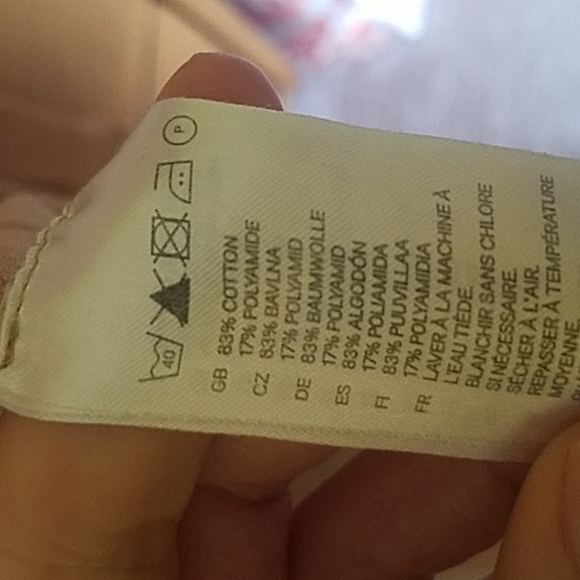 40
P
GB 83% COTTON
17% POLYAMIDE
CZ 83% BAVLNA
17% POLYAMID
DE 83% BAUMWOLLE
17% POLYAMID
ES 83% ALGODÓN
17% POLIAMIDA
FI 83% PUUVILLAA
17% POLYAMIDIA
FR LAVER À LA MACHINE À
L'EAU TIÈDE.
BLANCHIR SANS CHLORE
SI NÉCESSAIRE.
SÉCHER À L'AIR.
REPASSER À TEMPÉRATURE
MOYENNE.